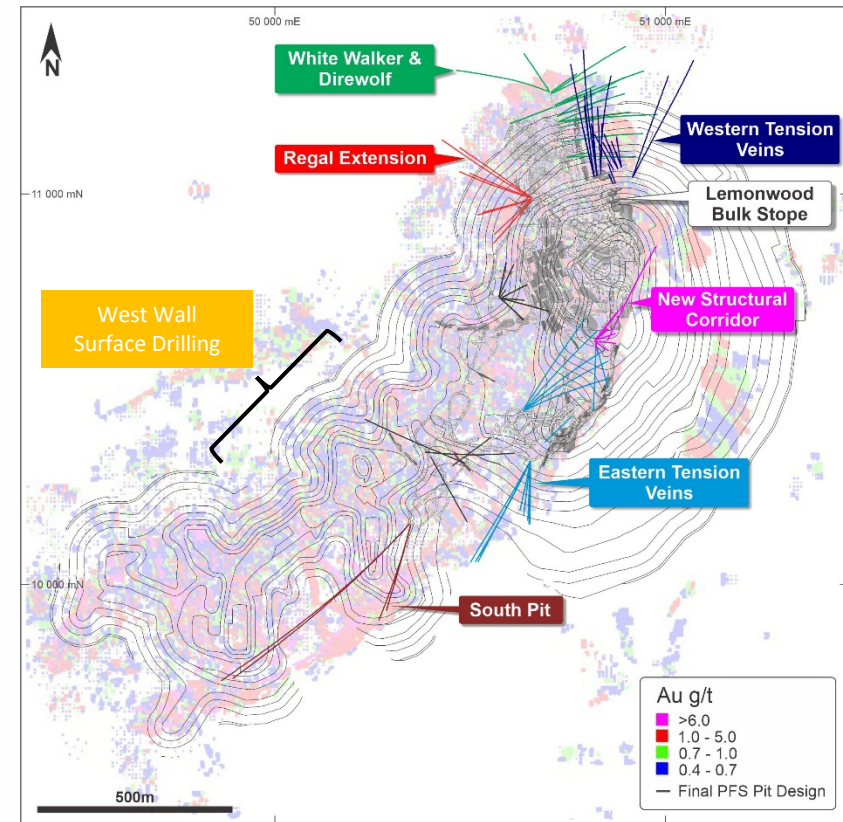 50 000 mE
51 000 mE
N
White Walker &
Direwolf
Western Tension
Veins
Regal Extension
11 000 mN
Lemonwood
Bulk Stope
New Structural
Corridor
West Wall
Surface Drilling
Eastern Tension
Veins
10 000 mN
South Pit
Au g/t
>6.0
1.0 - 5.0
0.7 - 1.0
0.4 - 0.7
Final PFS Pit Design
500m